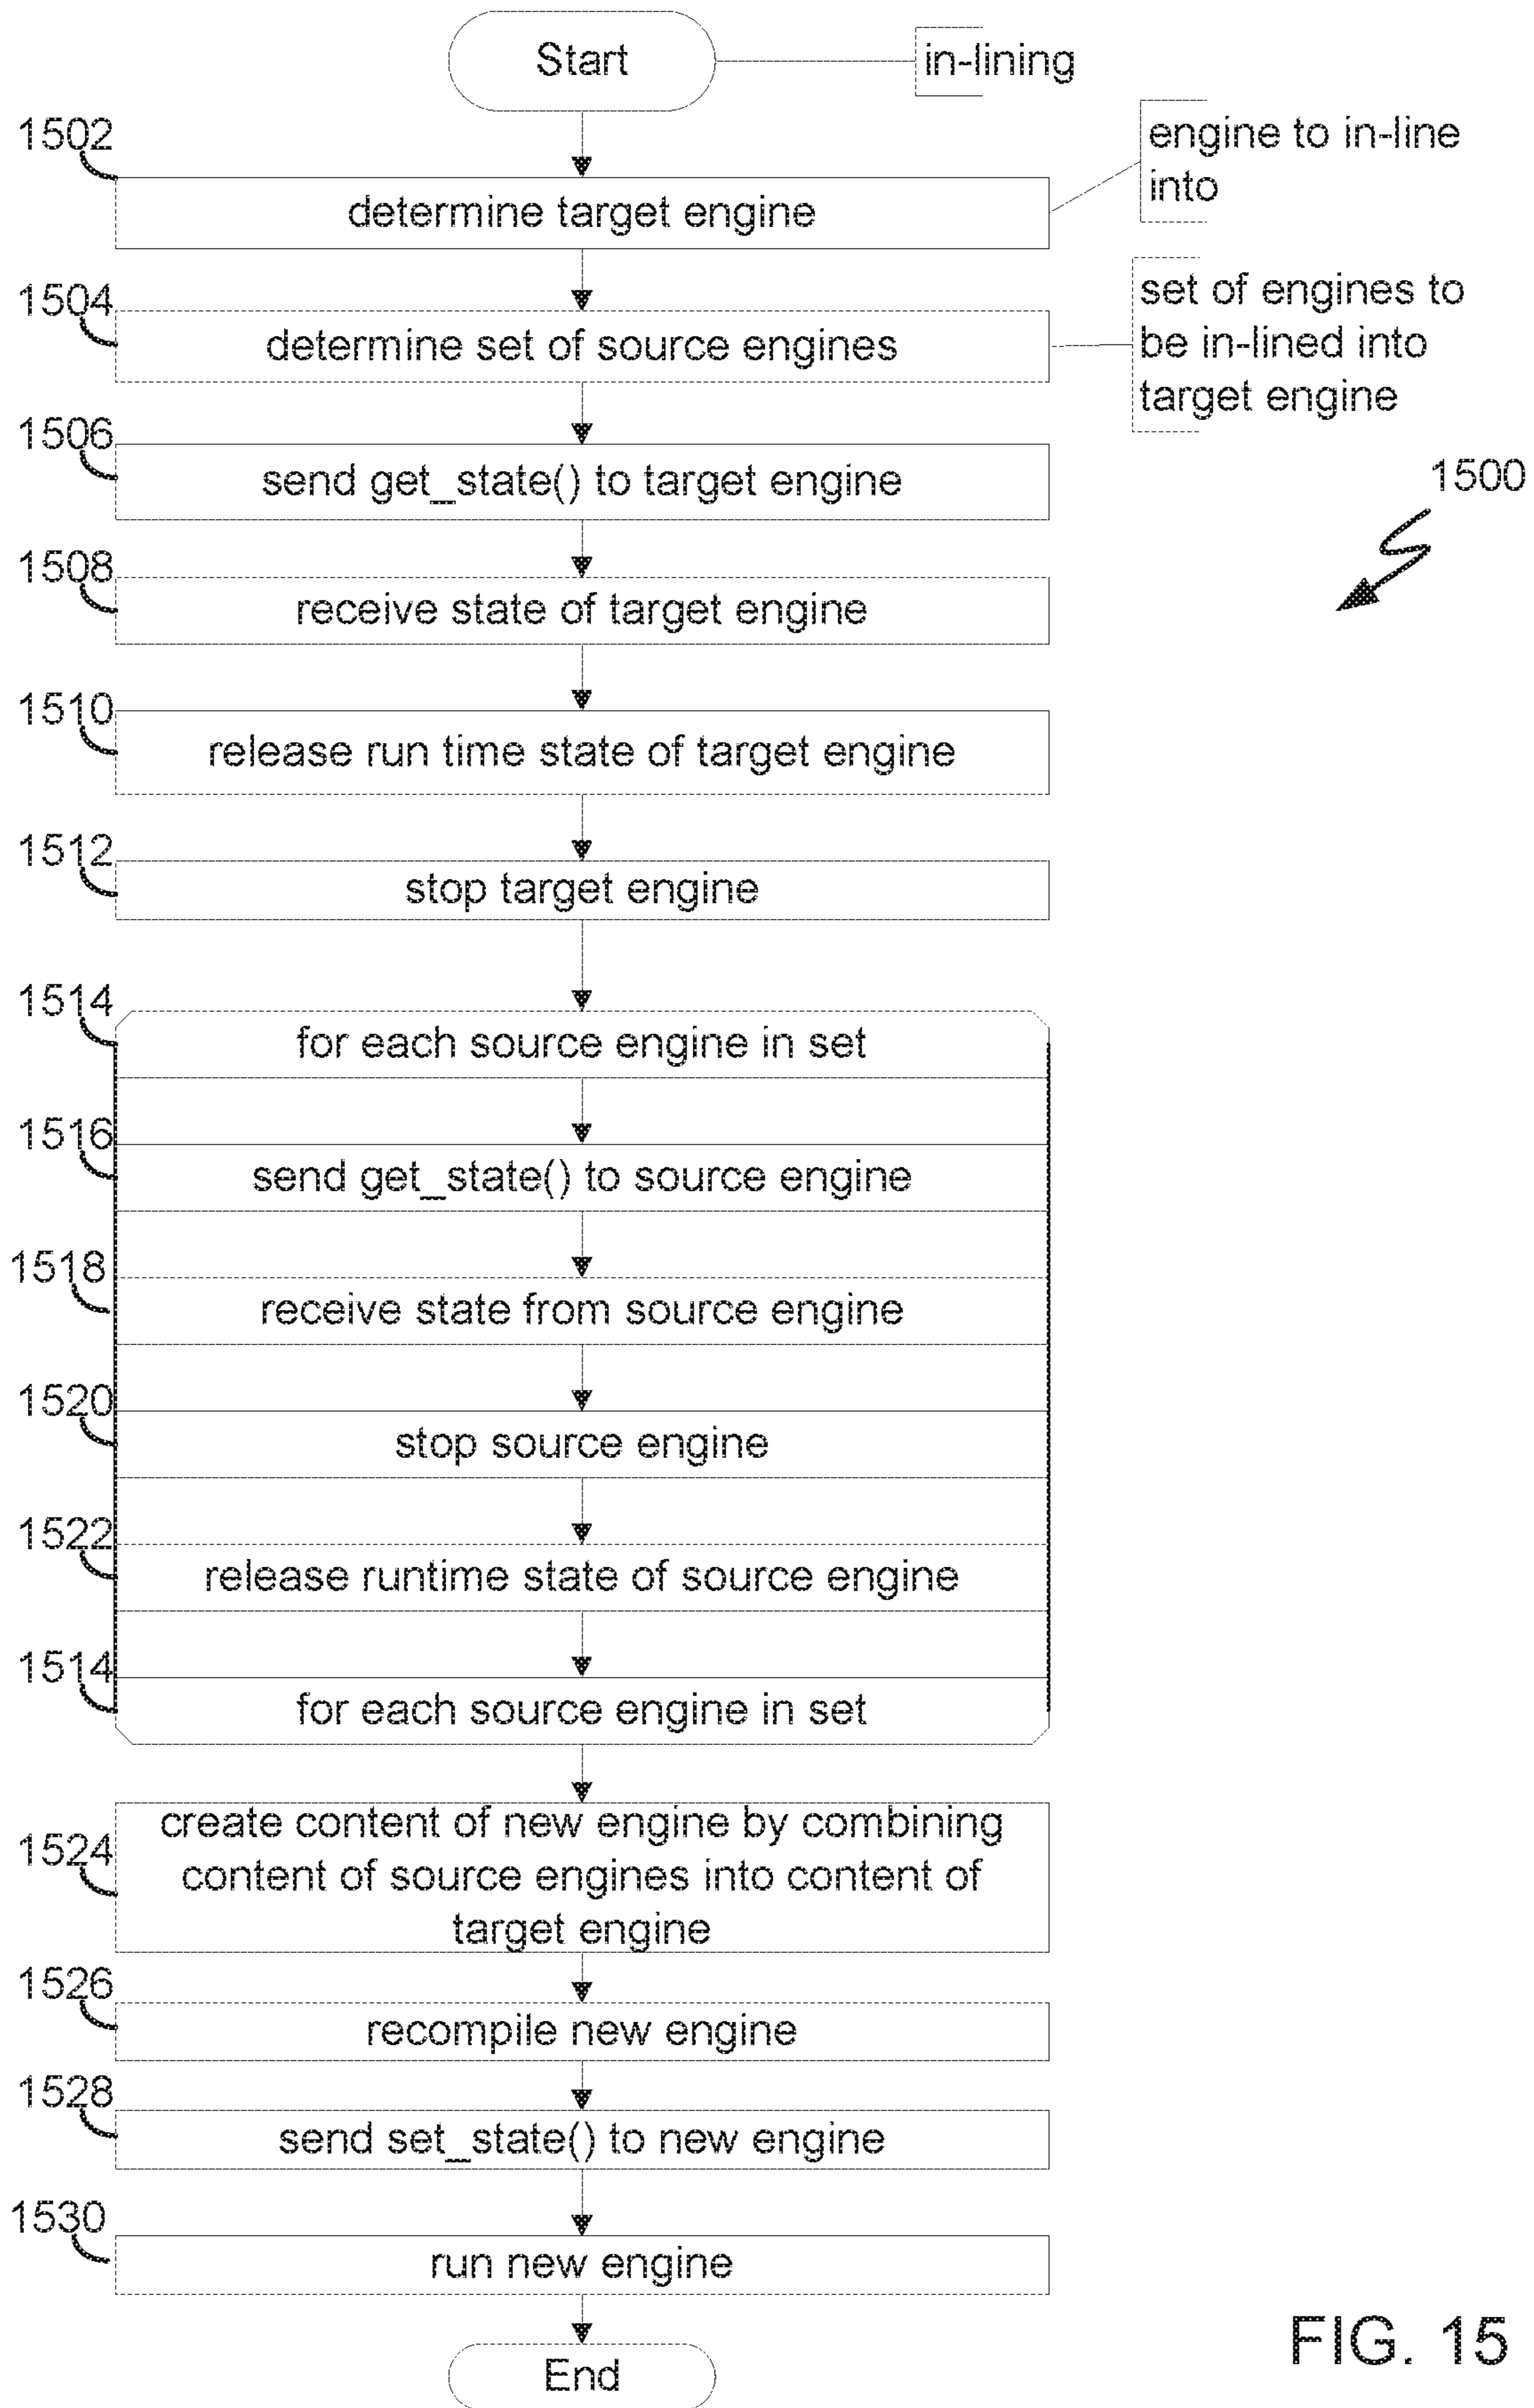 Start
in-lining
1502
engine to in-line
into
determine target engine
1504
set of engines to
be in-lined into
target engine
determine set of source engines
1506
send get_state() to target engine
1500
1508
receive state of target engine
1510
release run time state of target engine
1512
stop target engine
1514
for each source engine in set
1516
send get_state() to source engine
1518
receive state from source engine
1520
stop source engine
1522
release runtime state of source engine
1514
for each source engine in set
1524
create content of new engine by combining
content of source engines into content of
target engine
1526
recompile new engine
1528
send set_state() to new engine
1530
run new engine
End
FIG. 15